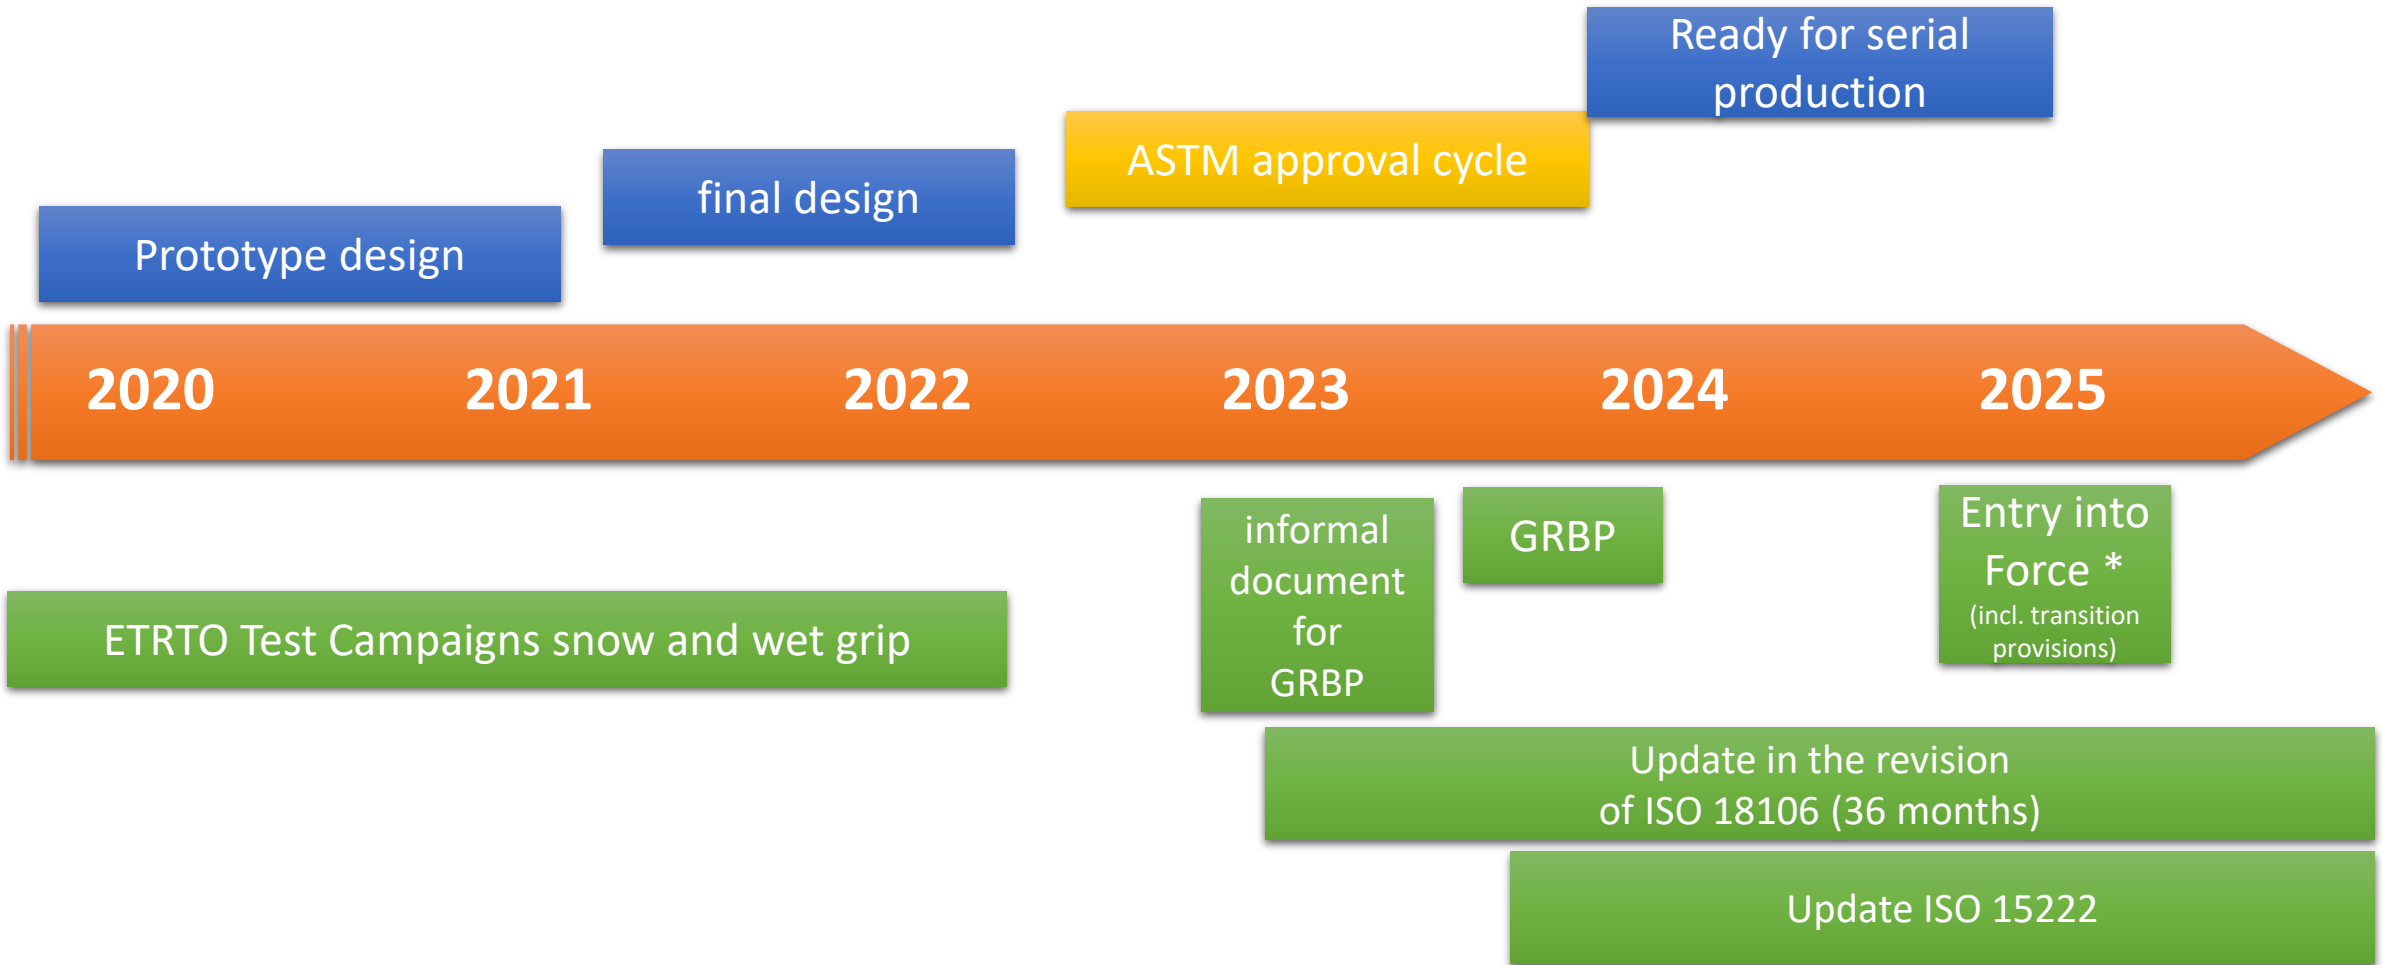 Ready for serial
production
ASTM approval cycle
final design
Prototype design
2020 2021 2022 2023 2024 2025
informal
document
for
GRBP
GRBP
Entry into
Force *
(incl. transition
provisions)
ETRTO Test Campaigns snow and wet grip
Update in the revision
of ISO 18106 (36 months)
Update ISO 15222